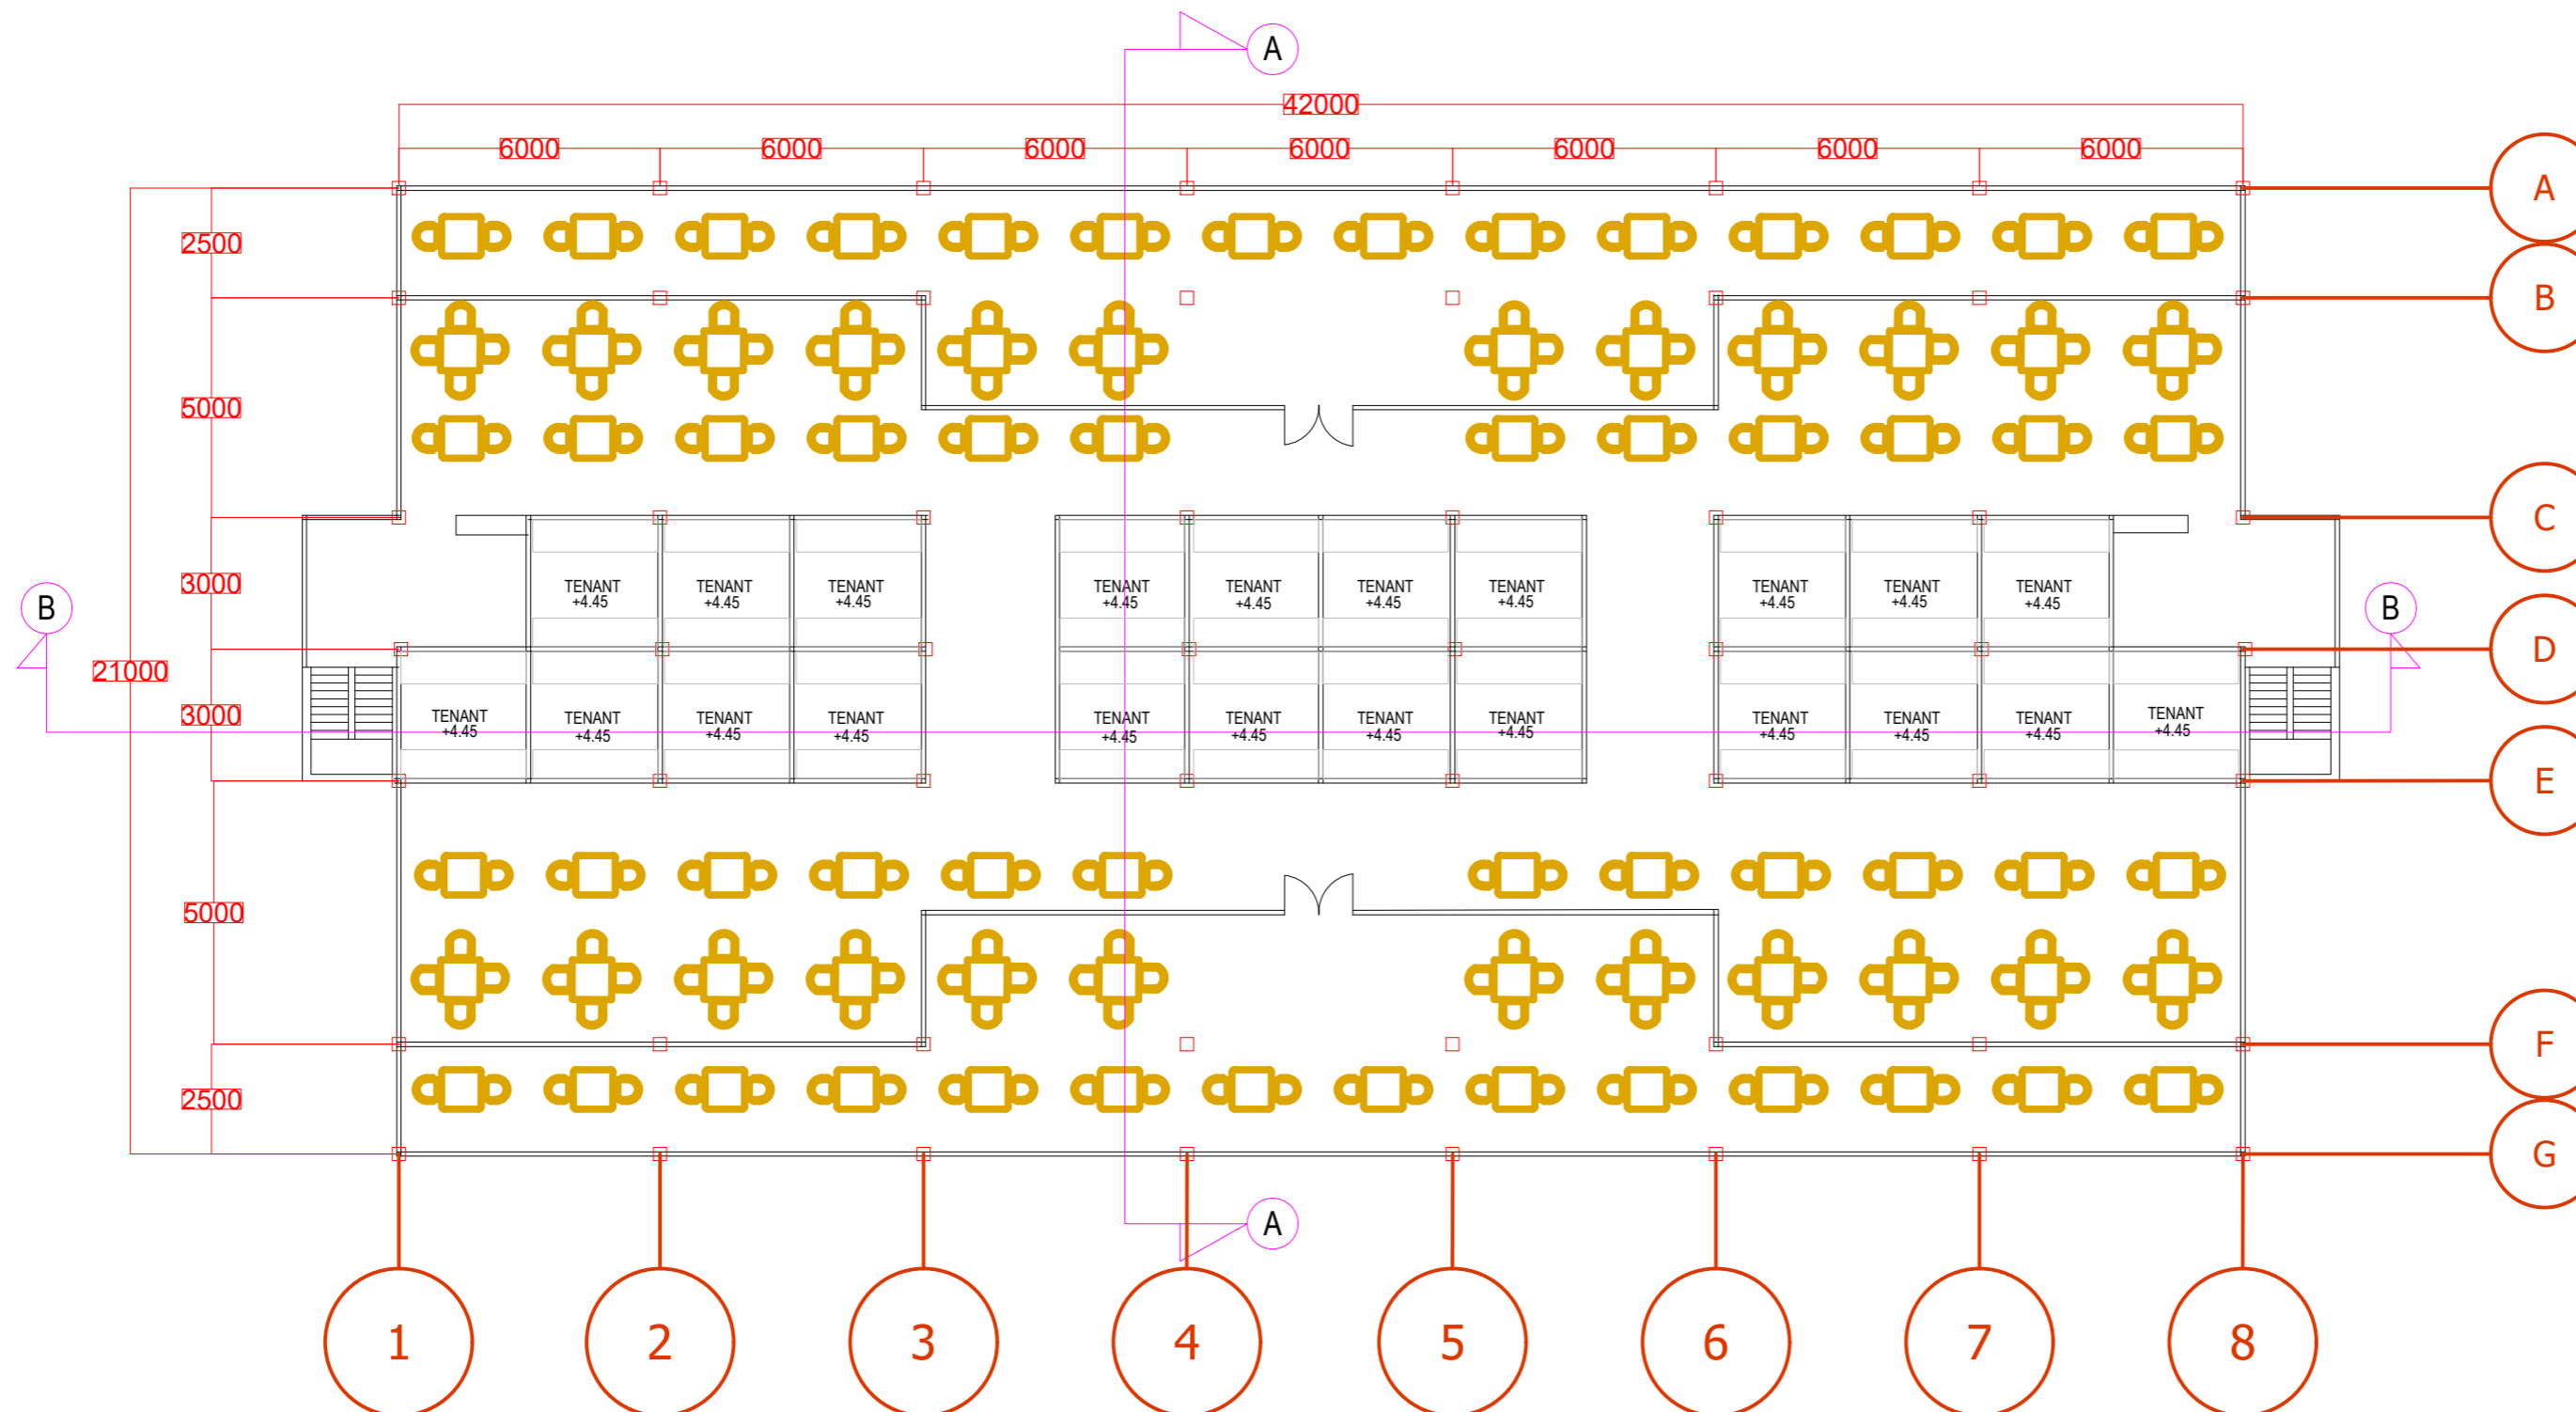 A
42000
6000 6000 6000 6000 6000 6000 6000
A
2500
B
5000
C
TENANT TENANT TENANT TENANT TENANT TENANT TENANT TENANT TENANT TENANT
+4.45 +4.45 +4.45 +4.45 +4.45 +4.45 +4.45 +4.45 +4.45 +4.45
3000
B B
D
21000
3000
TENANT TENANT TENANT TENANT TENANT TENANT TENANT TENANT TENANT TENANT TENANT TENANT
+4.45 +4.45 +4.45 +4.45 +4.45 +4.45 +4.45 +4.45 +4.45 +4.45 +4.45 +4.45
E
5000
F
2500
G
A
1 2 3 4 5 6 7 8